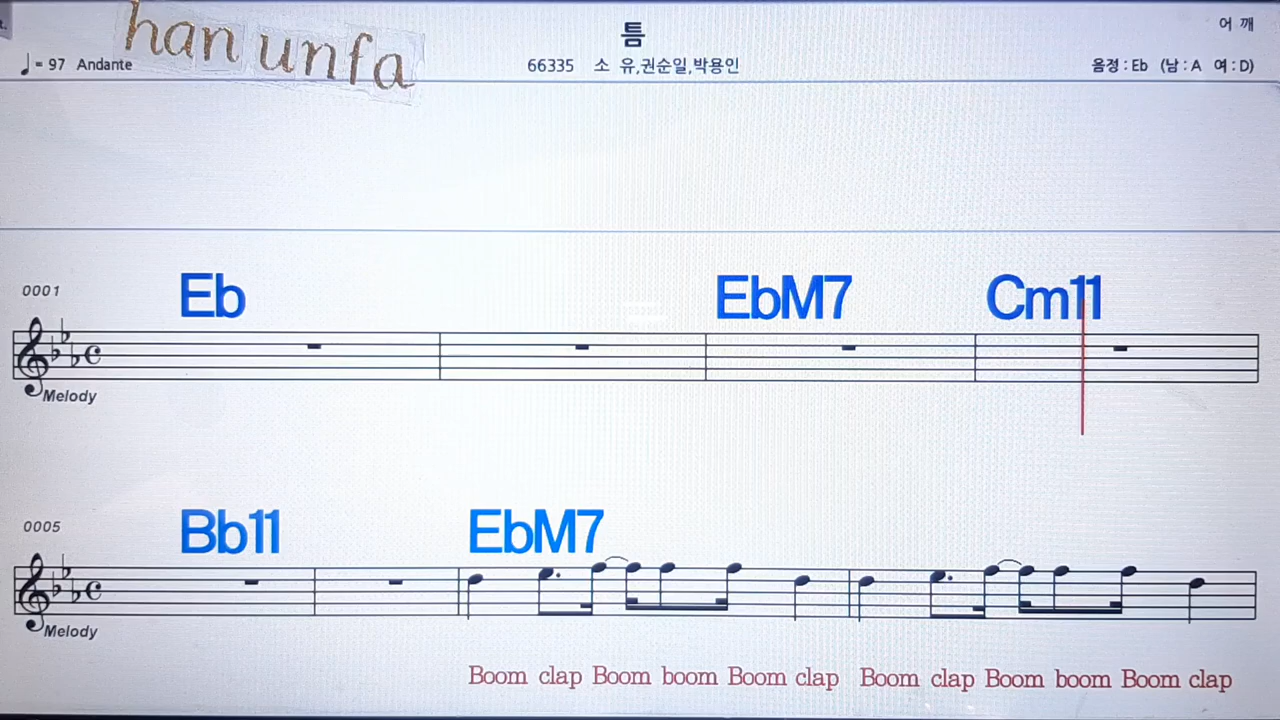 han unfa
틈
어 깨
♩= 97 Andante
66335 소 유,권순일,박용인
음정 : Eb (남 : A 여 : D)
0001
Eb EbM7 Cm11
Melody
0005
Bb11 EbM7
Melody
Boom clap Boom boom Boom clap Boom clap Boom boom Boom clap